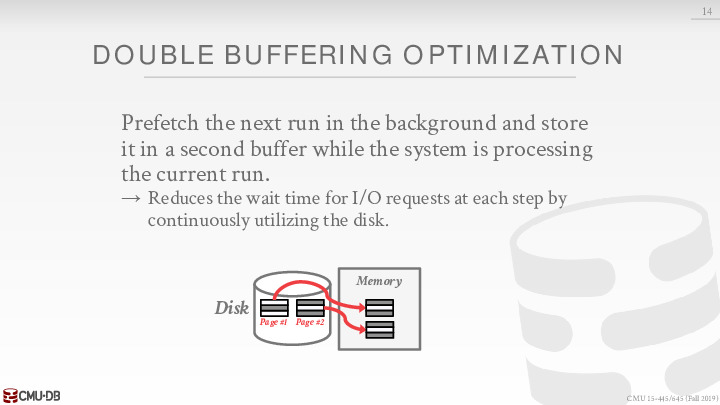 14
DOUBLE BUFFERING OPTIMIZATION
Prefetch the next run in the background and store
it in a second buffer while the system is processing
the current run.
→ Reduces the wait time for I/O requests at each step by
continuously utilizing the disk.
Memory
Disk
Page #1 Page #2
CMU·DB
CMU 15-445/645 (Fall 2019)